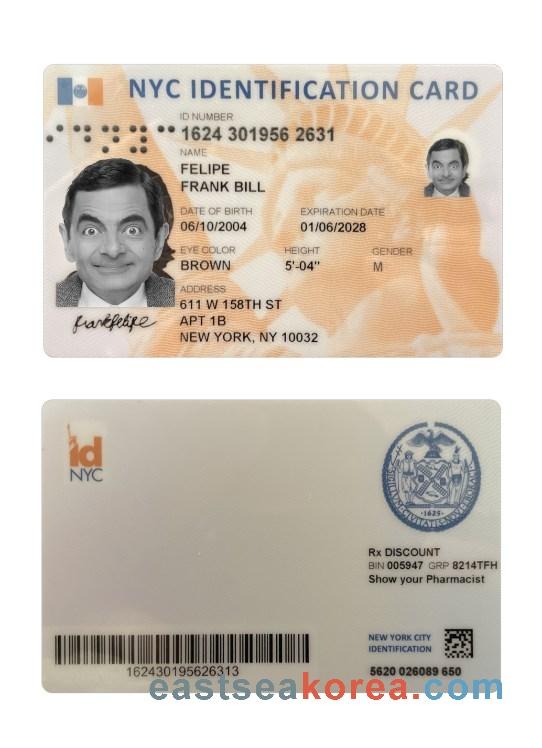 NYC IDENTIFICATION CARD
ID NUMBER
1624 301956 2631
NAME
FELIPE
FRANK BILL
DATE OF BIRTH
06/10/2004
EXPIRATION DATE
01/06/2028
EYE COLOR
BROWN
HEIGHT
5'-04"
GENDER
M
ADDRESS
611 W 158TH ST
APT 1B
NEW YORK, NY 10032
frankfelipe
id
NYC
SIGILLVM CIVITATIS NOVI EBORACI
·1625·
Rx DISCOUNT
BIN 005947 GRP 8214TFH
Show your Pharmacist
NEW YORK CITY
IDENTIFICATION
5620 026089 650
162430195626313
eastseakorea.com